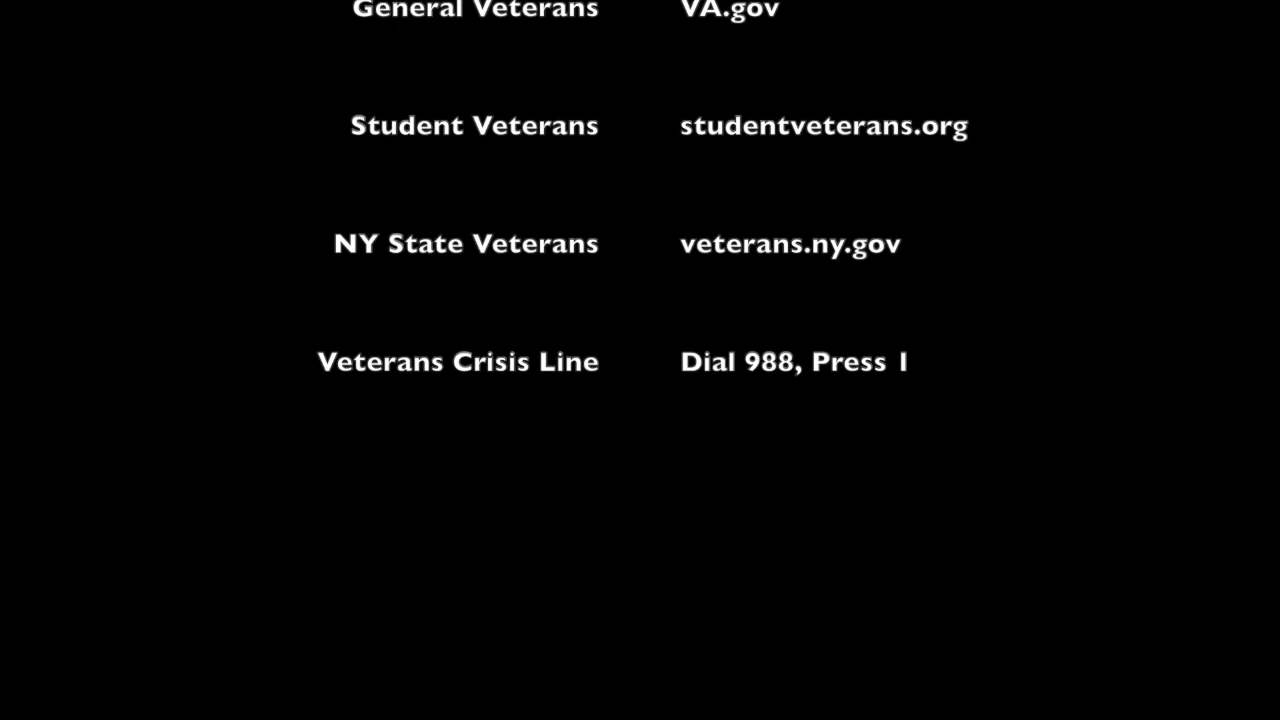 General Veterans VA.gov
Student Veterans studentveterans.org
NY State Veterans veterans.ny.gov
Veterans Crisis Line Dial 988, Press 1